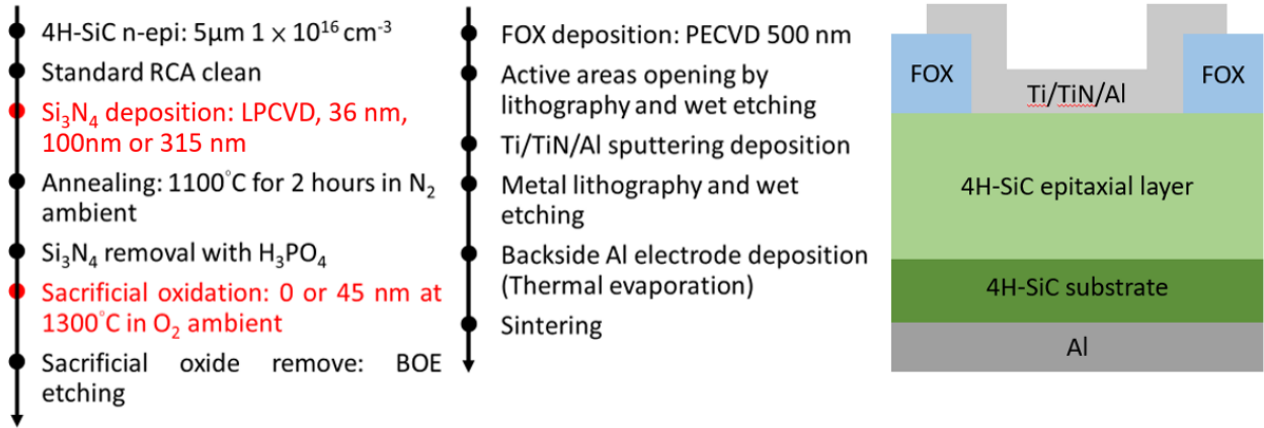 4H-SiC n-epi: 5μm 1 x 10¹⁶ cm⁻³
Standard RCA clean
Si₃N₄ deposition: LPCVD, 36 nm,
100nm or 315 nm
Annealing: 1100°C for 2 hours in N₂
ambient
Si₃N₄ removal with H₃PO₄
Sacrificial oxidation: 0 or 45 nm at
1300°C in O₂ ambient
Sacrificial oxide remove: BOE
etching
FOX deposition: PECVD 500 nm
Active areas opening by
lithography and wet etching
Ti/TiN/Al sputtering deposition
Metal lithography and wet
etching
Backside Al electrode deposition
(Thermal evaporation)
Sintering
FOX
Ti/TiN/Al
FOX
4H-SiC epitaxial layer
4H-SiC substrate
Al